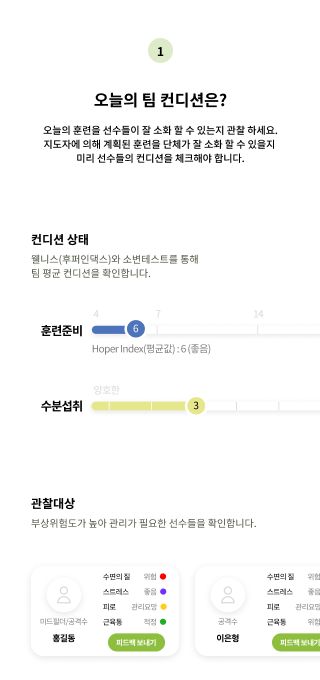 1
오늘의 팀 컨디션은?
오늘의 훈련을 선수들이 잘 소화 할 수 있는지 관찰 하세요.
지도자에 의해 계획된 훈련을 단체가 잘 소화 할 수 있을지
미리 선수들의 컨디션을 체크해야 합니다.
컨디션 상태
웰니스(후퍼인덱스)와 소변테스트를 통해
팀 평균 컨디션을 확인합니다.
4 7 14
훈련준비 6
Hoper Index(평균값) : 6 (좋음)
양호한
수분섭취 3
관찰대상
부상위험도가 높아 관리가 필요한 선수들을 확인합니다.
수면의 질 위험
스트레스 좋음
피로 관리요망
근육통 적정
미드필더/공격수
홍길동
피드백 보내기
수면의 질 위험
스트레스 좋음
피로 관리요망
근육통 위험
공격수
이은형
피드백 보내기